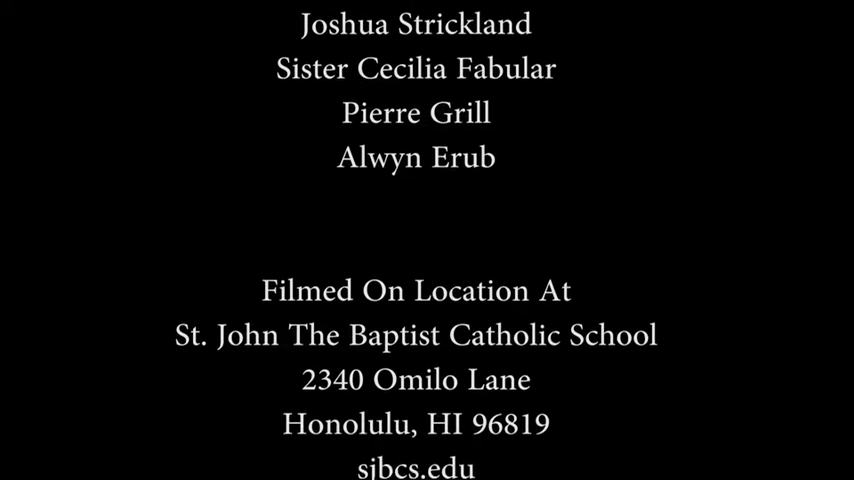 Joshua Strickland
Sister Cecilia Fabular
Pierre Grill
Alwyn Erub
Filmed On Location At
St. John The Baptist Catholic School
2340 Omilo Lane
Honolulu, HI 96819
sjbcs.edu